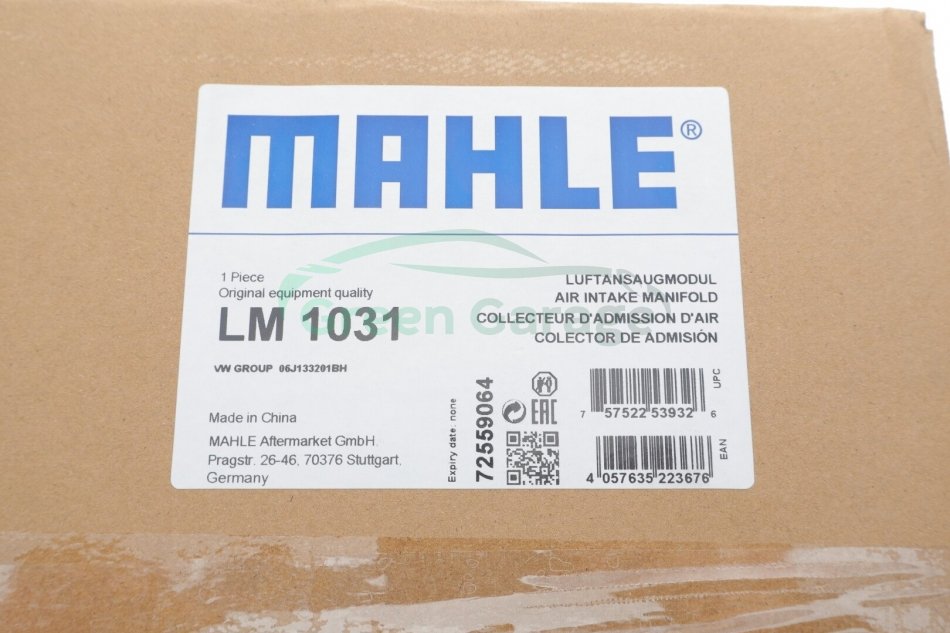 MAHLE®
1 Piece
Original equipment quality
LM 1031
VW GROUP 06J133201BH
LUFTANSAUGMODUL
AIR INTAKE MANIFOLD
COLLECTEUR D'ADMISSION D'AIR
COLECTOR DE ADMISIÓN
Green Garage
Made in China
MAHLE Aftermarket GmbH.
Pragstr. 26-46, 70376 Stuttgart,
Germany
Expiry date: none
72559064
EAC
7 57522 53932 6
UPC
4 057635 223676
EAN